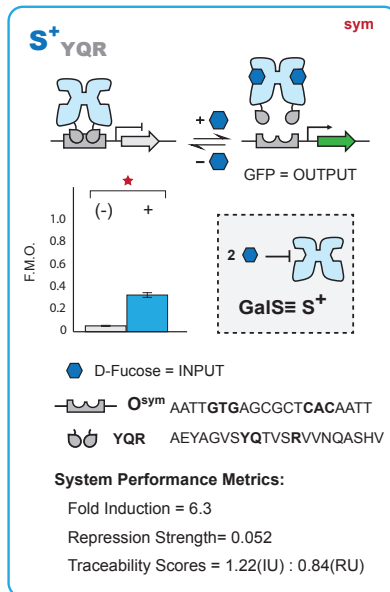 sym
S+ YQR
+
−
GFP = OUTPUT
F.M.O.
1.0
0.8
0.6
0.4
0.2
0
(-) +
2
GalS≡ S+
D-Fucose = INPUT
Osym AATTGTGAGCGCTCACAATT
YQR AEYAGVSYQTVSRVVNQASHV
System Performance Metrics:
Fold Induction = 6.3
Repression Strength= 0.052
Traceability Scores = 1.22(IU) : 0.84(RU)